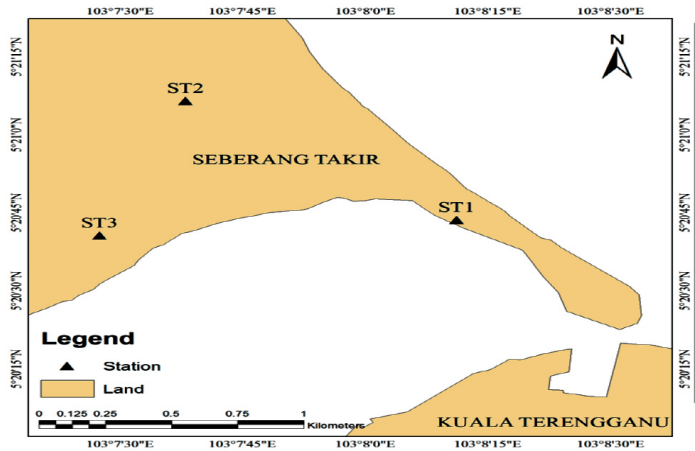 103°7'30"E 103°7'45"E 103°8'0"E 103°8'15"E 103°8'30"E
N
5°21'15"N 5°21'15"N
ST2
5°21'0"N 5°21'0"N
SEBERANG TAKIR
ST1
5°20'45"N 5°20'45"N
ST3
5°20'30"N 5°20'30"N
Legend
Station
5°20'15"N 5°20'15"N
Land
0 0.125 0.25 0.5 0.75 1
Kilometers
KUALA TERENGGANU
103°7'30"E 103°7'45"E 103°8'0"E 103°8'15"E 103°8'30"E